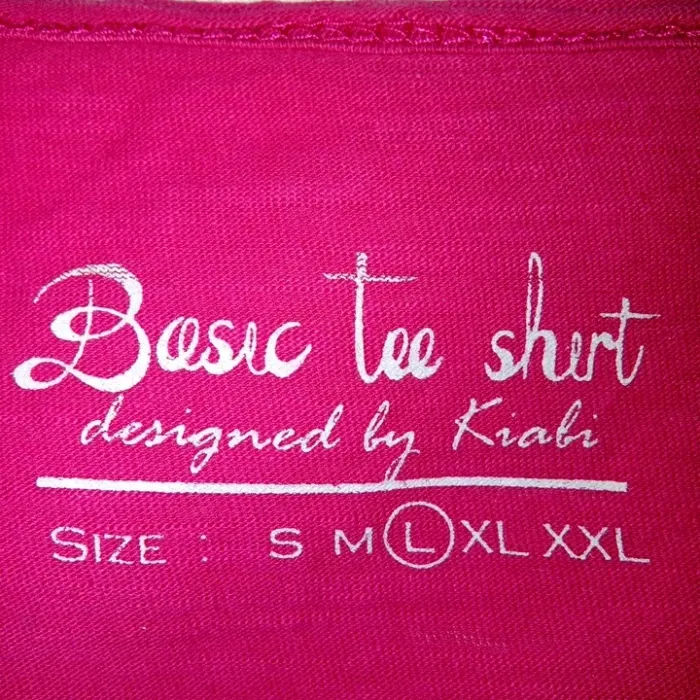 Basic tee shirt
designed by Kiabi
SIZE : S M L XL XXL